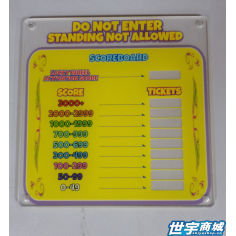 DO NOT ENTER
STANDING NOT ALLOWED
SCOREBOARD
SCORE TICKETS
3000+
2000-2999
1000-1999
700-999
500-699
300-499
100-299
50-99
0-49
世宇商城